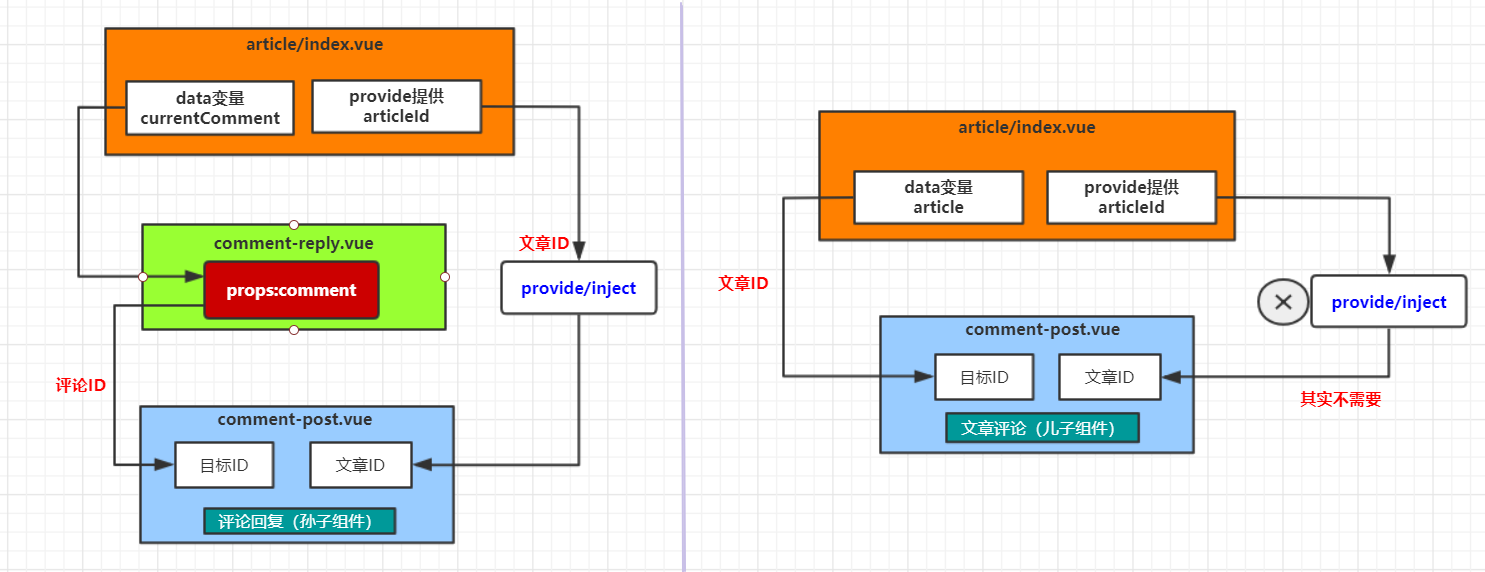 article/index.vue
data变量
currentComment
provide提供
articleId
comment-reply.vue
props:comment
文章ID
provide/inject
评论ID
comment-post.vue
目标ID
文章ID
评论回复（孙子组件）
article/index.vue
data变量
article
provide提供
articleId
文章ID
provide/inject
comment-post.vue
目标ID
文章ID
其实不需要
文章评论（儿子组件）